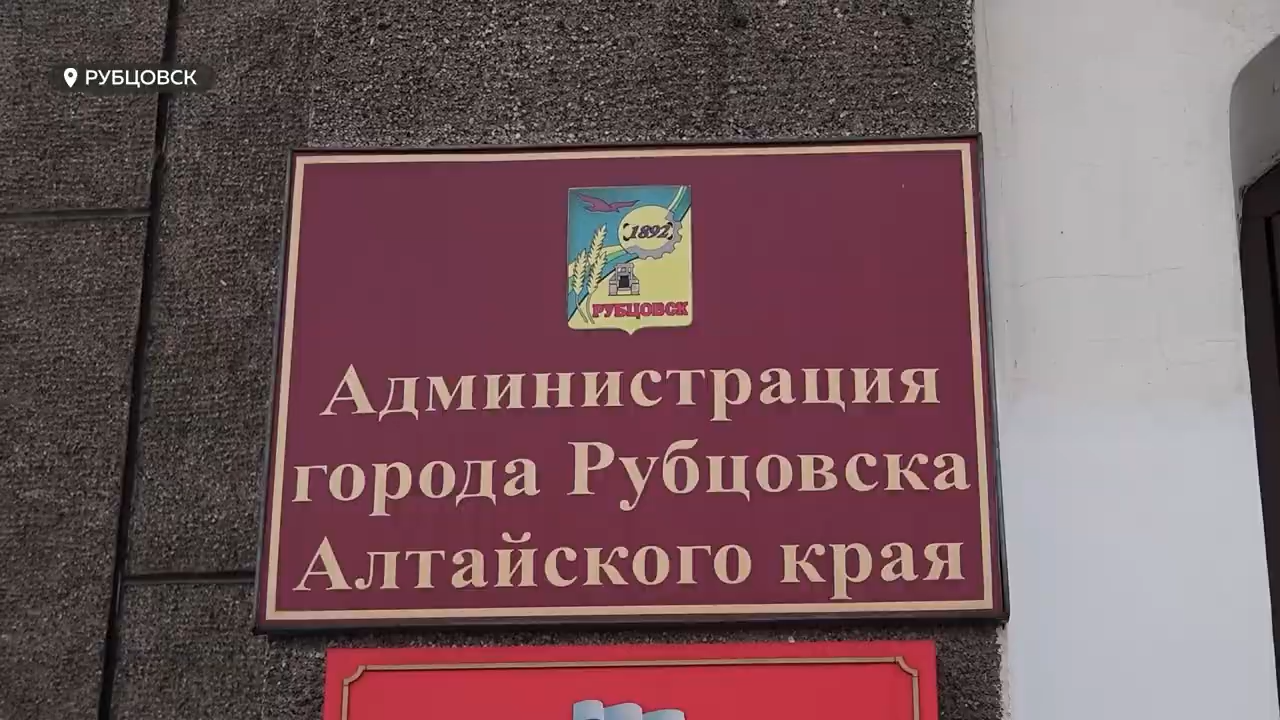 РУБЦОВСК
1892
РУБЦОВСК
Администрация
города Рубцовска
Алтайского края